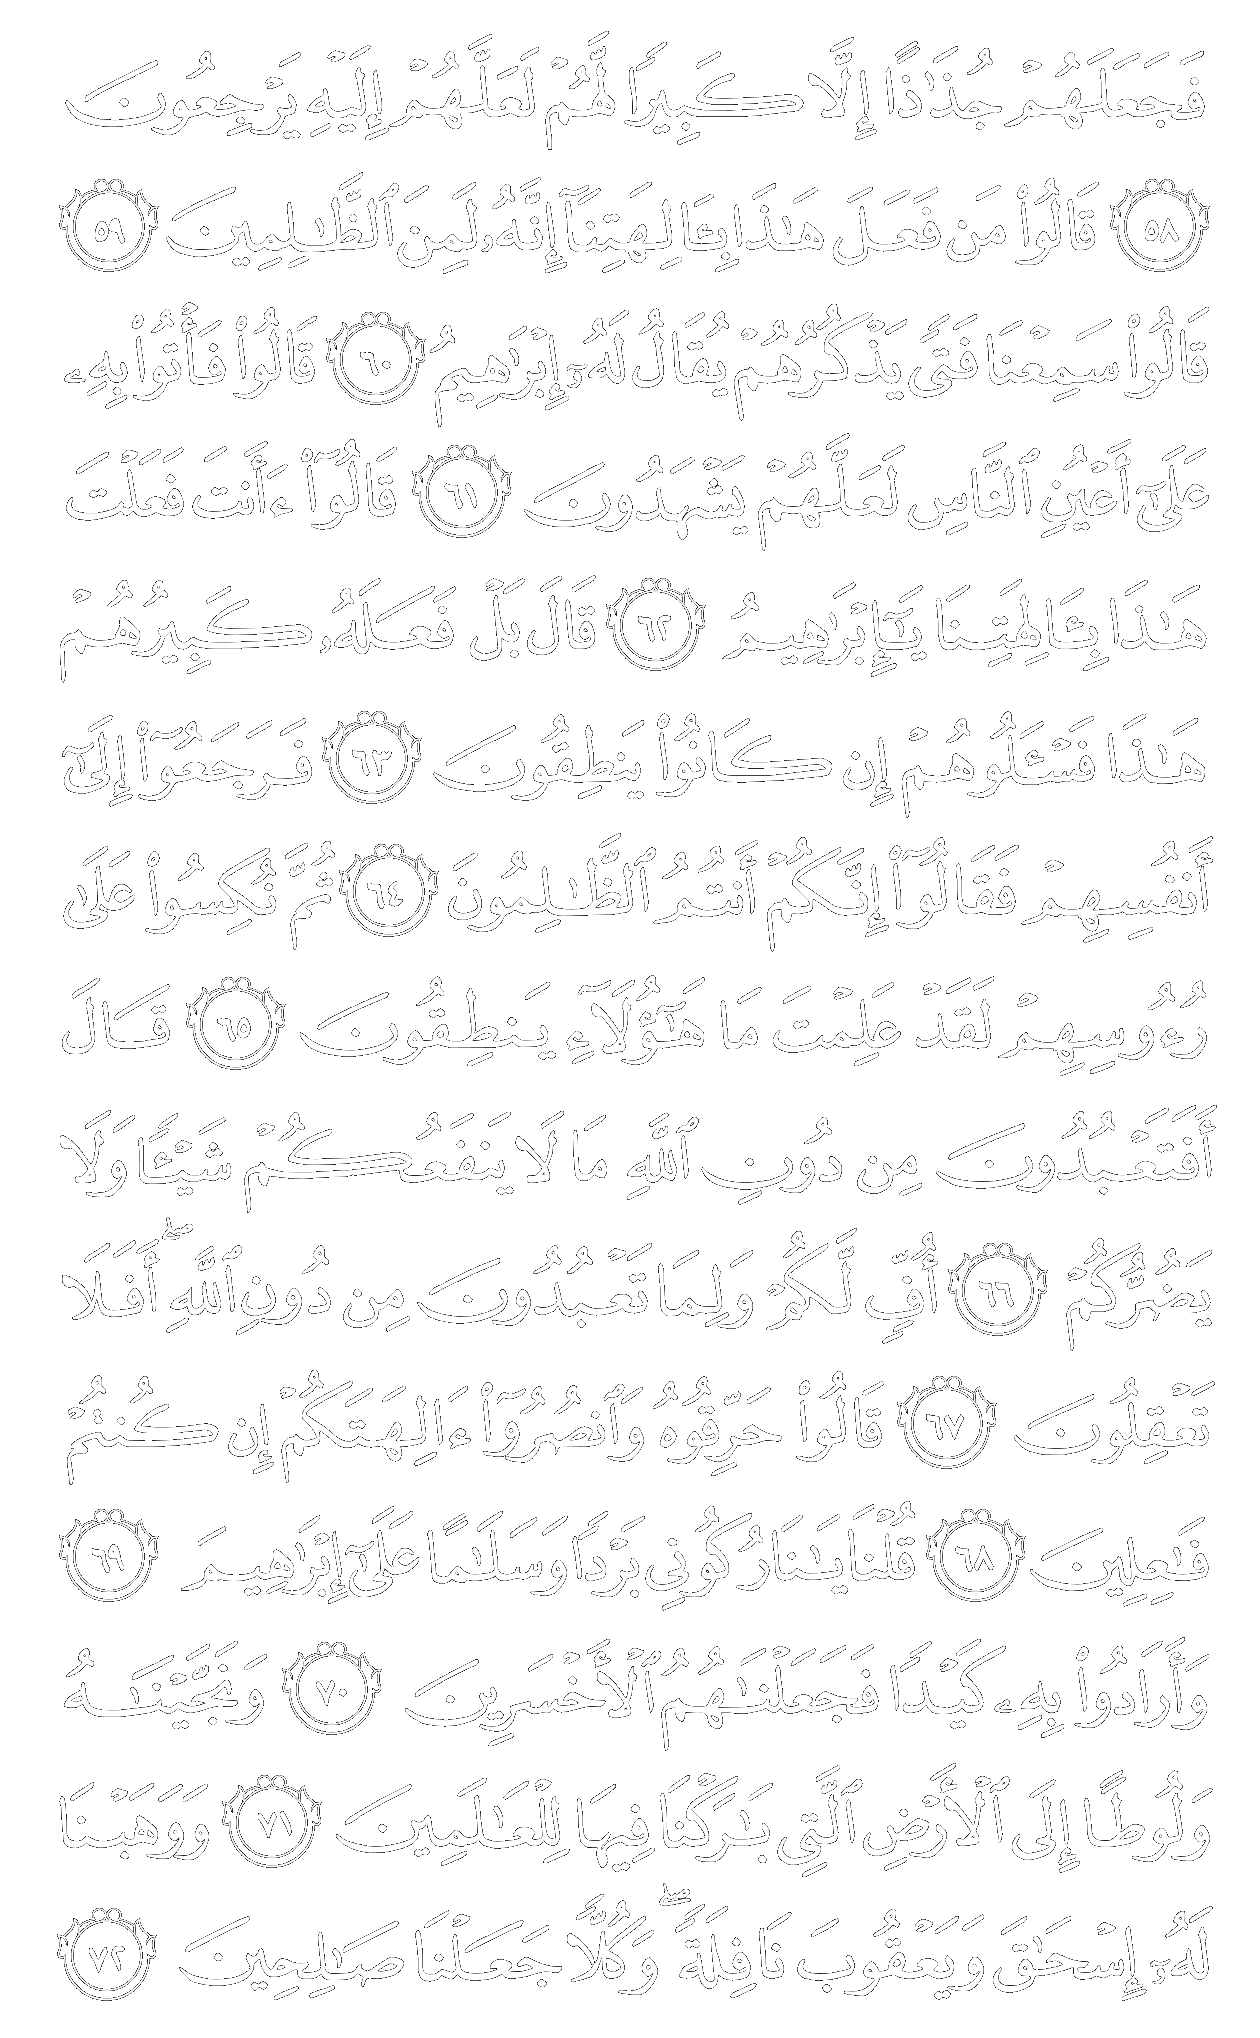 فَجَعَلَهُمْ جُذَٰذًا إِلَّا كَبِيرًا لَّهُمْ لَعَلَّهُمْ إِلَيْهِ يَرْجِعُونَ
٥٨ قَالُوا۟ مَن فَعَلَ هَٰذَا بِـَٔالِهَتِنَآ إِنَّهُۥ لَمِنَ ٱلظَّٰلِمِينَ ٥٩
قَالُوا۟ سَمِعْنَا فَتًى يَذْكُرُهُمْ يُقَالُ لَهُۥٓ إِبْرَٰهِيمُ ٦٠ قَالُوا۟ فَأْتُوا۟ بِهِۦ
عَلَىٰٓ أَعْيُنِ ٱلنَّاسِ لَعَلَّهُمْ يَشْهَدُونَ ٦١ قَالُوٓا۟ ءَأَنتَ فَعَلْتَ
هَٰذَا بِـَٔالِهَتِنَا يَٰٓإِبْرَٰهِيمُ ٦٢ قَالَ بَلْ فَعَلَهُۥ كَبِيرُهُمْ
هَٰذَا فَسْـَٔلُوهُمْ إِن كَانُوا۟ يَنطِقُونَ ٦٣ فَرَجَعُوٓا۟ إِلَىٰٓ
أَنفُسِهِمْ فَقَالُوٓا۟ إِنَّكُمْ أَنتُمُ ٱلظَّٰلِمُونَ ٦٤ ثُمَّ نُكِسُوا۟ عَلَىٰ
رُءُوسِهِمْ لَقَدْ عَلِمْتَ مَا هَٰٓؤُلَآءِ يَنطِقُونَ ٦٥ قَالَ
أَفَتَعْبُدُونَ مِن دُونِ ٱللَّهِ مَا لَا يَنفَعُكُمْ شَيْـًٔا وَلَا
يَضُرُّكُمْ ٦٦ أُفٍّ لَّكُمْ وَلِمَا تَعْبُدُونَ مِن دُونِ ٱللَّهِ ۖ أَفَلَا
تَعْقِلُونَ ٦٧ قَالُوا۟ حَرِّقُوهُ وَٱنصُرُوٓا۟ ءَالِهَتَكُمْ إِن كُنتُمْ
فَٰعِلِينَ ٦٨ قُلْنَا يَٰنَارُ كُونِى بَرْدًا وَسَلَٰمًا عَلَىٰٓ إِبْرَٰهِيمَ ٦٩
وَأَرَادُوا۟ بِهِۦ كَيْدًا فَجَعَلْنَٰهُمُ ٱلْأَخْسَرِينَ ٧٠ وَنَجَّيْنَٰهُ
وَلُوطًا إِلَى ٱلْأَرْضِ ٱلَّتِى بَٰرَكْنَا فِيهَا لِلْعَٰلَمِينَ ٧١ وَوَهَبْنَا
لَهُۥٓ إِسْحَٰقَ وَيَعْقُوبَ نَافِلَةً ۖ وَكُلًّا جَعَلْنَا صَٰلِحِينَ ٧٢